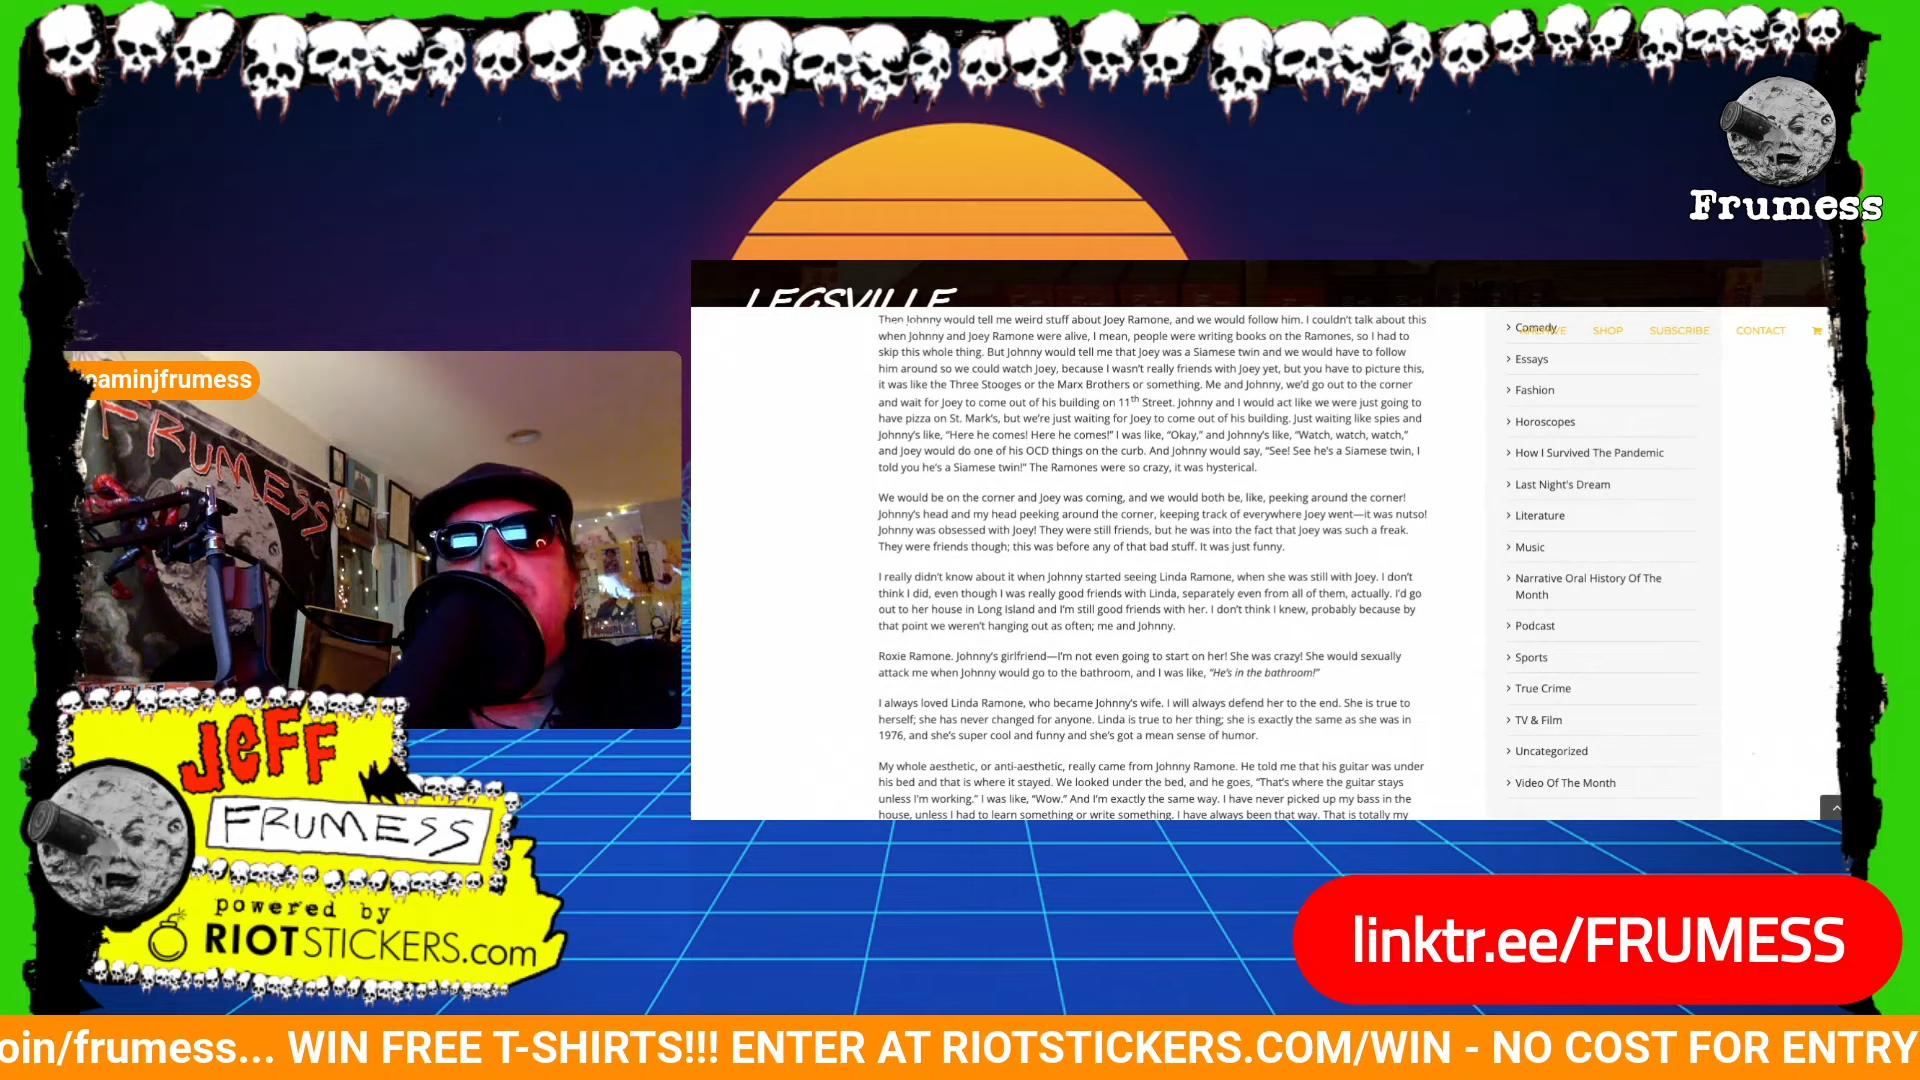 Frumess
LEGSVILLE
ARCHIVE
SHOP
SUBSCRIBE
CONTACT
Then Johnny would tell me weird stuff about Joey Ramone, and we would follow him. I couldn't talk about this
when Johnny and Joey Ramone were alive, I mean, people were writing books on the Ramones, so I had to
skip this whole thing. But Johnny would tell me that Joey was a Siamese twin and we would have to follow
him around so we could watch Joey, because I wasn't really friends with Joey yet, but you have to picture this,
it was like the Three Stooges or the Marx Brothers or something. Me and Johnny, we'd go out to the corner
and wait for Joey to come out of his building on 11th Street. Johnny and I would act like we were just going to
have pizza on St. Mark's, but we're just waiting for Joey to come out of his building. Just waiting like spies and
Johnny's like, "Here he comes! Here he comes!" I was like, "Okay," and Johnny's like, "Watch, watch, watch,"
and Joey would do one of his OCD things on the curb. And Johnny would say, "See! See he's a Siamese twin, I
told you he's a Siamese twin!" The Ramones were so crazy, it was hysterical.
We would be on the corner and Joey was coming, and we would both be, like, peeking around the corner!
Johnny's head and my head peeking around the corner, keeping track of everywhere Joey went—it was nutso!
Johnny was obsessed with Joey! They were still friends, but he was into the fact that Joey was such a freak.
They were friends though; this was before any of that bad stuff. It was just funny.
I really didn't know about it when Johnny started seeing Linda Ramone, when she was still with Joey. I don't
think I did, even though I was really good friends with Linda, separately even from all of them, actually. I'd go
out to her house in Long Island and I'm still good friends with her. I don't think I knew, probably because by
that point we weren't hanging out as often; me and Johnny.
Roxie Ramone. Johnny's girlfriend—I'm not even going to start on her! She was crazy! She would sexually
attack me when Johnny would go to the bathroom, and I was like, "He's in the bathroom!"
I always loved Linda Ramone, who became Johnny's wife. I will always defend her to the end. She is true to
herself; she has never changed for anyone. Linda is true to her thing; she is exactly the same as she was in
1976, and she's super cool and funny and she's got a mean sense of humor.
My whole aesthetic, or anti-aesthetic, really came from Johnny Ramone. He told me that his guitar was under
his bed and that is where it stayed. We looked under the bed, and he goes, "That's where the guitar stays
unless I'm working." I was like, "Wow." And I'm exactly the same way. I have never picked up my bass in the
house, unless I had to learn something or write something. I have always been that way. That is totally my
Comedy
Essays
Fashion
Horoscopes
How I Survived The Pandemic
Last Night's Dream
Literature
Music
Narrative Oral History Of The
Month
Podcast
Sports
True Crime
TV & Film
Uncategorized
Video Of The Month
caminjfrumess
FRUMESS
JEFF
FRUMESS
powered by
RIOTSTICKERS.com
linktr.ee/FRUMESS
oin/frumess... WIN FREE T-SHIRTS!!! ENTER AT RIOTSTICKERS.COM/WIN - NO COST FOR ENTRY